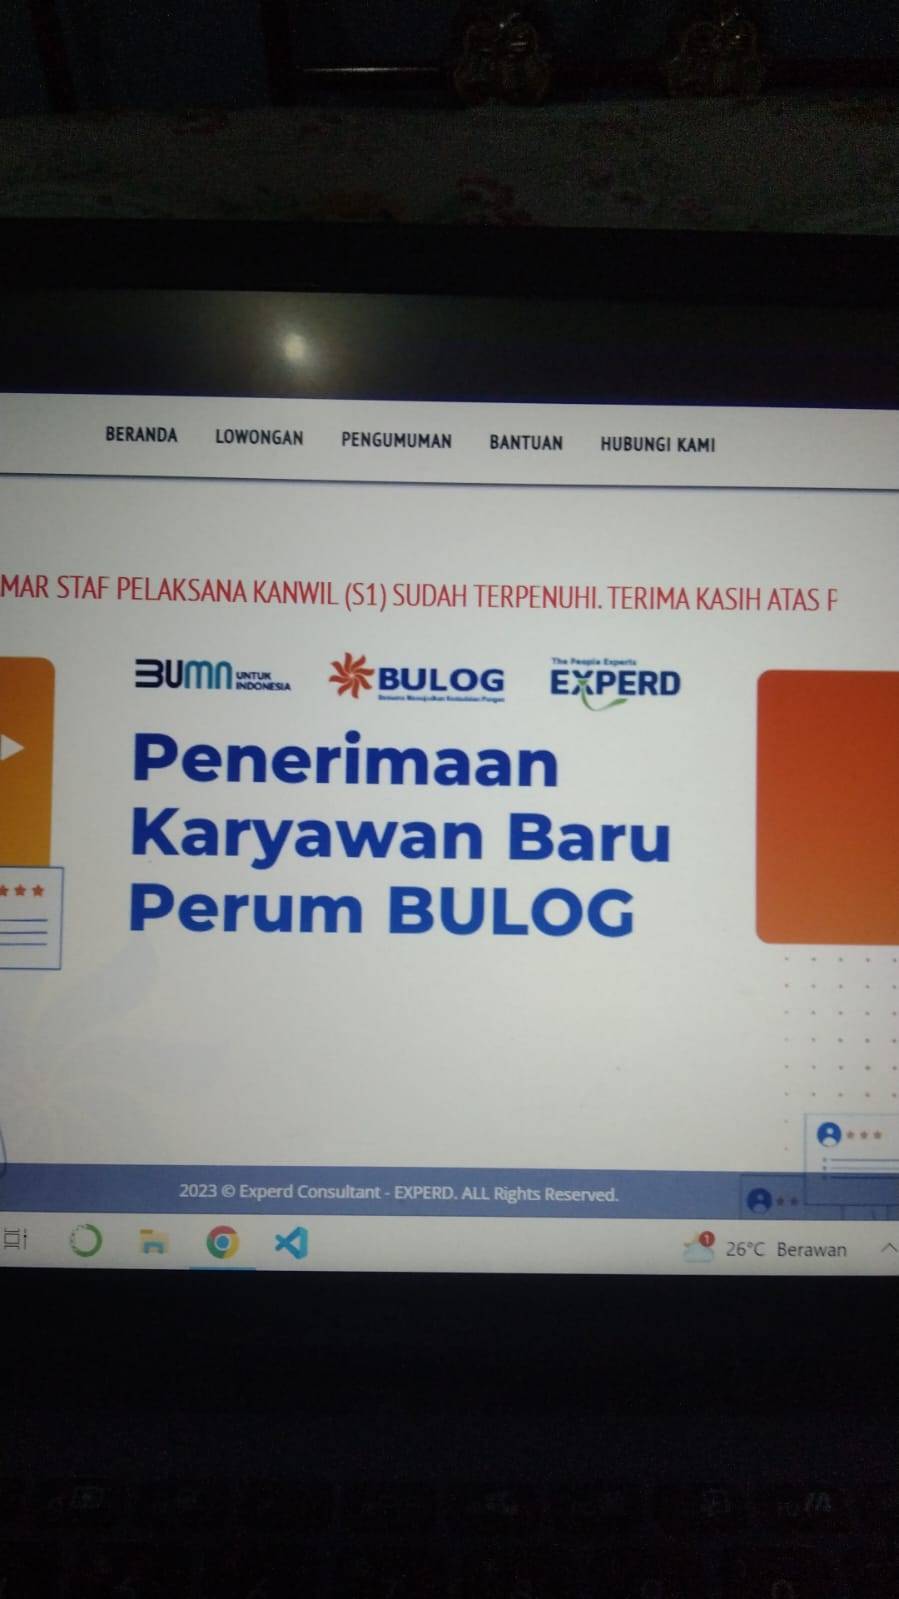 BERANDA LOWONGAN PENGUMUMAN BANTUAN HUBUNGI KAMI
MAR STAF PELAKSANA KANWIL (S1) SUDAH TERPENUHI. TERIMA KASIH ATAS P
BUMN UNTUK INDONESIA
BULOG
The People Experts
EXPERD
Penerimaan
Karyawan Baru
Perum BULOG
2023 © Experd Consultant - EXPERD. ALL Rights Reserved.
1
26°C Berawan